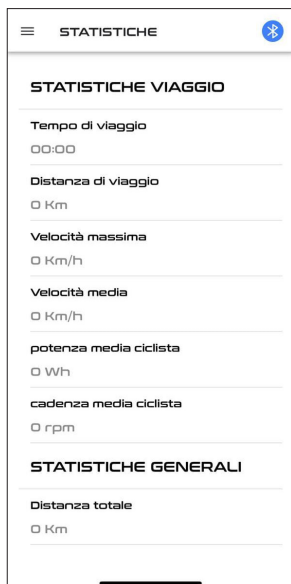 STATISTICHE
STATISTICHE VIAGGIO
Tempo di viaggio
00:00
Distanza di viaggio
0 Km
Velocità massima
0 Km/h
Velocità media
0 Km/h
potenza media ciclista
0 Wh
cadenza media ciclista
0 rpm
STATISTICHE GENERALI
Distanza totale
0 Km